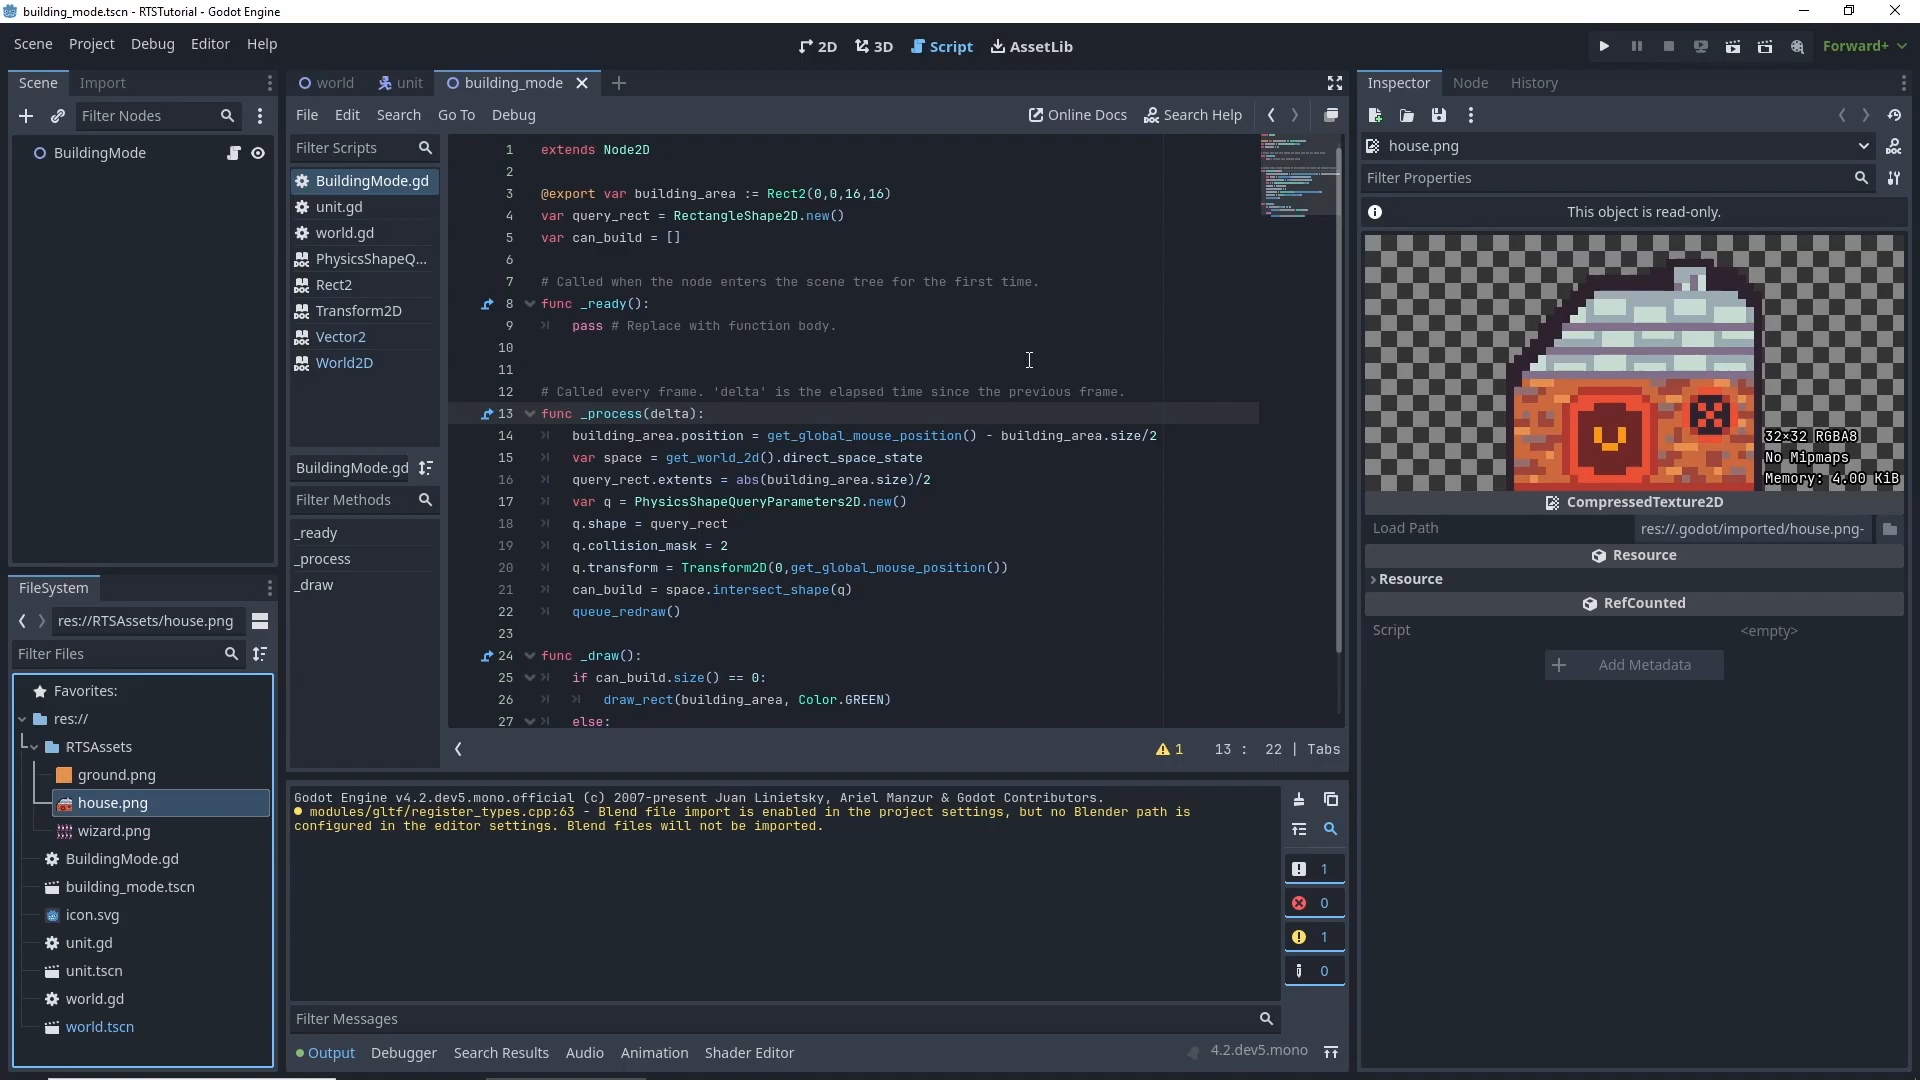 building_mode.tscn - RTSTutorial - Godot Engine
Scene Project Debug Editor Help
2D 3D Script AssetLib
Forward+
Scene Import
Filter Nodes
BuildingMode
FileSystem
res://RTSAssets/house.png
Filter Files
Favorites:
res://
RTSAssets
ground.png
house.png
wizard.png
BuildingMode.gd
building_mode.tscn
icon.svg
unit.gd
unit.tscn
world.gd
world.tscn
world unit building_mode
File Edit Search Go To Debug
Online Docs Search Help
Filter Scripts
BuildingMode.gd
unit.gd
world.gd
PhysicsShapeQ...
Rect2
Transform2D
Vector2
World2D
BuildingMode.gd
Filter Methods
_ready
_process
_draw
1 extends Node2D
2
3 @export var building_area := Rect2(0,0,16,16)
4 var query_rect = RectangleShape2D.new()
5 var can_build = []
6
7 # Called when the node enters the scene tree for the first time.
8 func _ready():
9 pass # Replace with function body.
10
11
12 # Called every frame. 'delta' is the elapsed time since the previous frame.
13 func _process(delta):
14 building_area.position = get_global_mouse_position() - building_area.size/2
15 var space = get_world_2d().direct_space_state
16 query_rect.extents = abs(building_area.size)/2
17 var q = PhysicsShapeQueryParameters2D.new()
18 q.shape = query_rect
19 q.collision_mask = 2
20 q.transform = Transform2D(0,get_global_mouse_position())
21 can_build = space.intersect_shape(q)
22 queue_redraw()
23
24 func _draw():
25 if can_build.size() == 0:
26 draw_rect(building_area, Color.GREEN)
27 else:
1 13 : 22 | Tabs
Godot Engine v4.2.dev5.mono.official (c) 2007-present Juan Linietsky, Ariel Manzur & Godot Contributors.
modules/gltf/register_types.cpp:63 - Blend file import is enabled in the project settings, but no Blender path is
configured in the editor settings. Blend files will not be imported.
1
0
1
0
Filter Messages
Output Debugger Search Results Audio Animation Shader Editor
4.2.dev5.mono
Inspector Node History
house.png
Filter Properties
This object is read-only.
32×32 RGBA8
No Mipmaps
Memory: 4.00 KiB
CompressedTexture2D
Load Path res://.godot/imported/house.png-
Resource
Resource
RefCounted
Script <empty>
Add Metadata